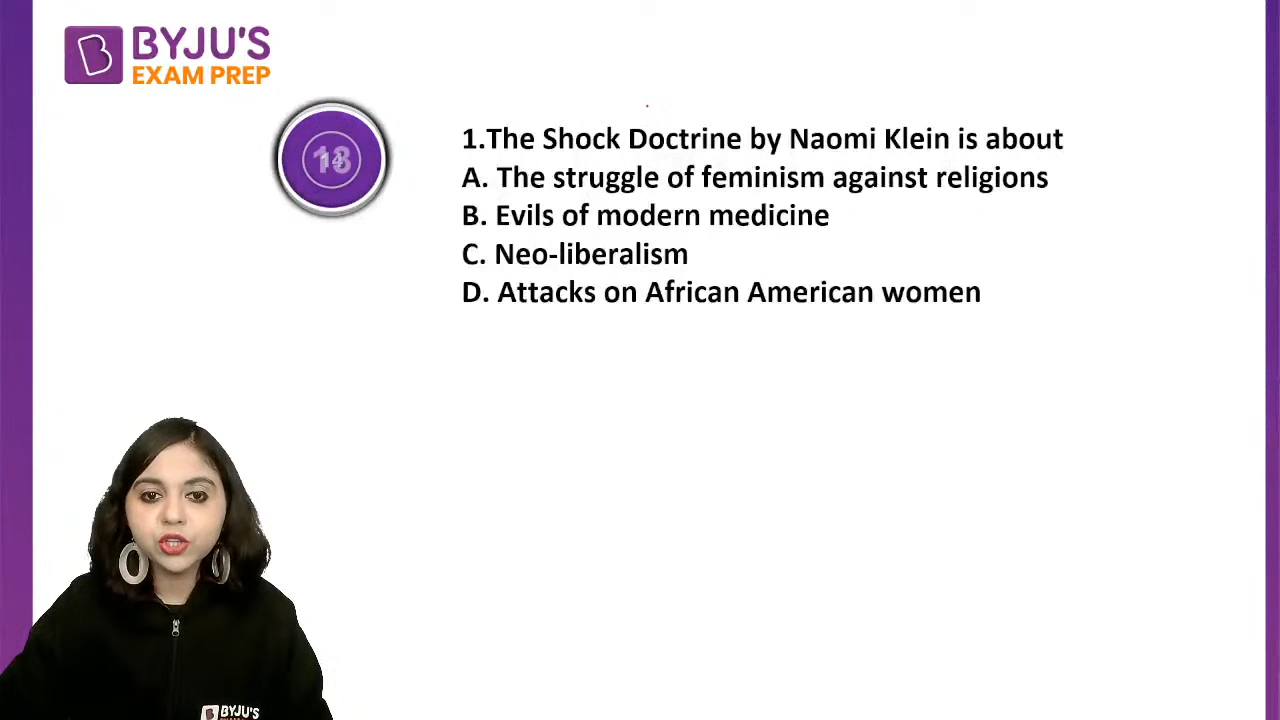 BYJU'S
EXAM PREP
1.The Shock Doctrine by Naomi Klein is about
A. The struggle of feminism against religions
B. Evils of modern medicine
C. Neo-liberalism
D. Attacks on African American women
BYJU'S